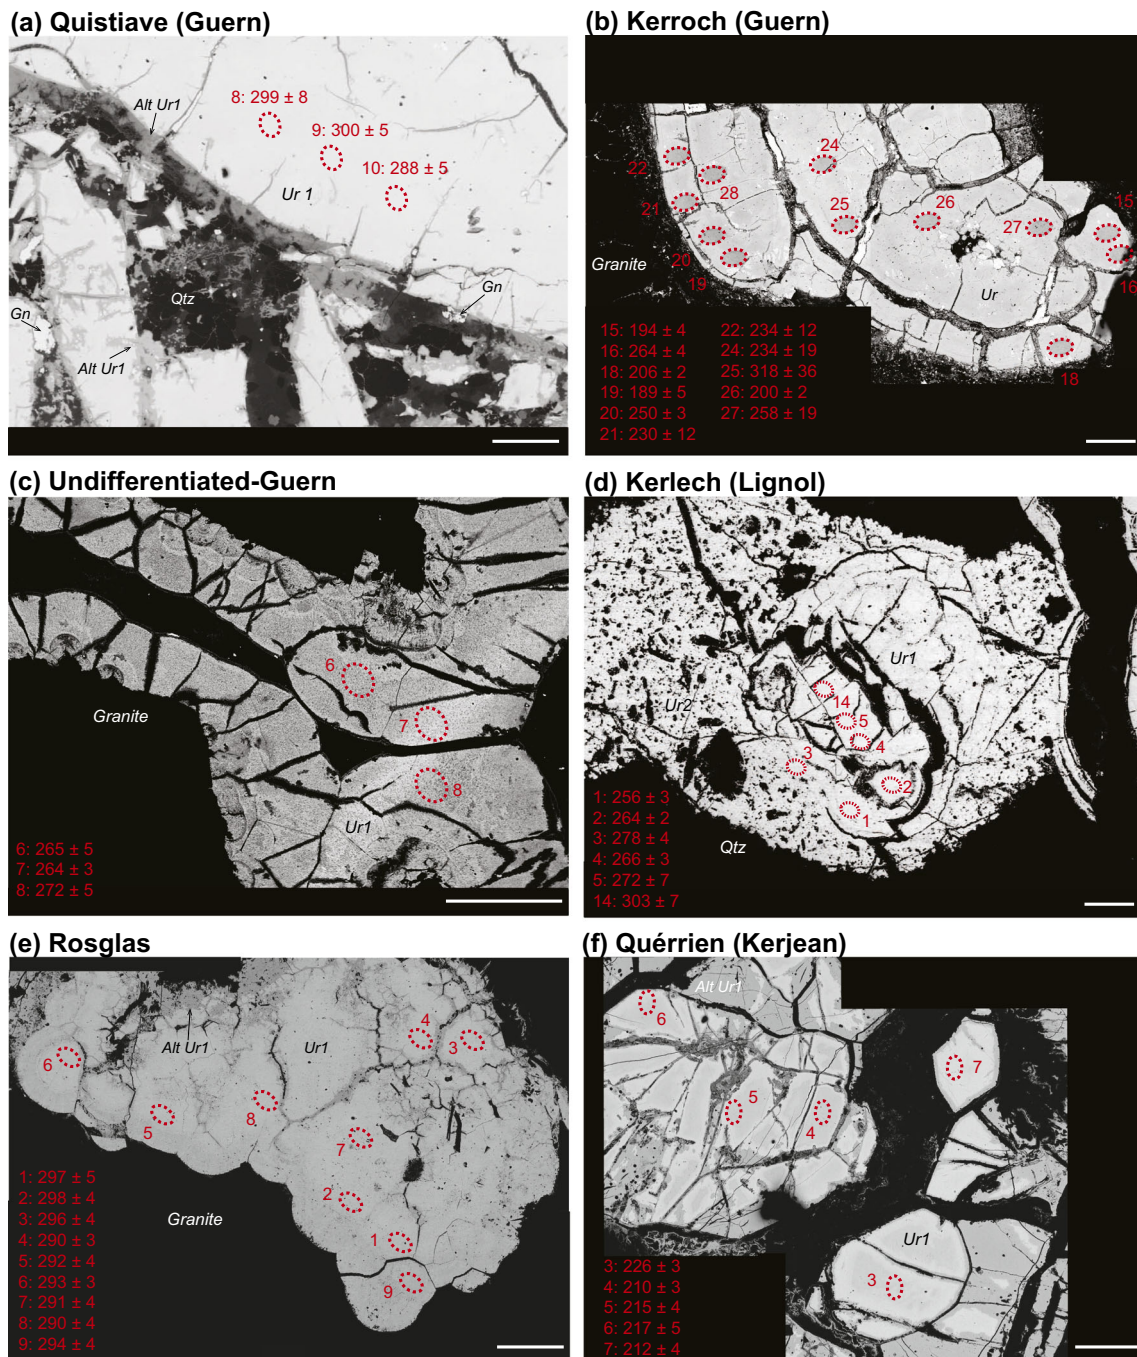 (a) Quistiave (Guern)
Alt Ur1
8: 299 ± 8
9: 300 ± 5
10: 288 ± 5
Ur 1
Qtz
Gn
Gn
Alt Ur1
(b) Kerroch (Guern)
22
28
24
15
21
25
26
27
20
19
16
18
Granite
Ur
15: 194 ± 4
16: 264 ± 4
18: 206 ± 2
19: 189 ± 5
20: 250 ± 3
21: 230 ± 12
22: 234 ± 12
24: 234 ± 19
25: 318 ± 36
26: 200 ± 2
27: 258 ± 19
(c) Undifferentiated-Guern
6
7
8
Granite
Ur1
6: 265 ± 5
7: 264 ± 3
8: 272 ± 5
(d) Kerlech (Lignol)
Ur1
Ur2
14
5
4
3
2
1
Qtz
1: 256 ± 3
2: 264 ± 2
3: 278 ± 4
4: 266 ± 3
5: 272 ± 7
14: 303 ± 7
(e) Rosglas
Alt Ur1
Ur1
4
3
6
5
8
7
2
1
9
Granite
1: 297 ± 5
2: 298 ± 4
3: 296 ± 4
4: 290 ± 3
5: 292 ± 4
6: 293 ± 3
7: 291 ± 4
8: 290 ± 4
9: 294 ± 4
(f) Quérrien (Kerjean)
Alt Ur1
6
7
5
4
Ur1
3
3: 226 ± 3
4: 210 ± 3
5: 215 ± 4
6: 217 ± 5
7: 212 ± 4